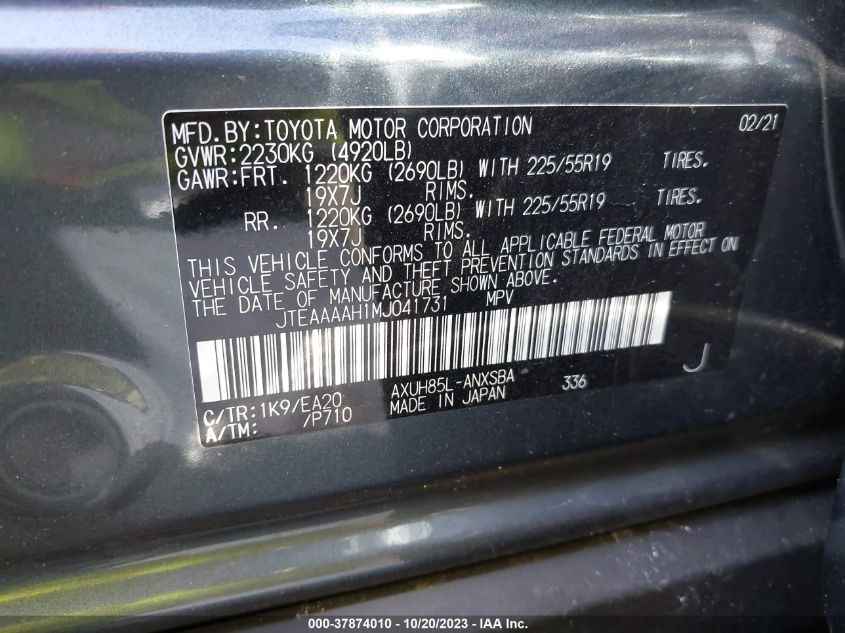 MFD.BY:TOYOTA MOTOR CORPORATION 02/21
GVWR:2230KG (4920LB)
GAWR:FRT. 1220KG (2690LB) WITH 225/55R19 TIRES.
19X7J RIMS.
RR. 1220KG (2690LB) WITH 225/55R19 TIRES.
19X7J RIMS.
THIS VEHICLE CONFORMS TO ALL APPLICABLE FEDERAL MOTOR
VEHICLE SAFETY AND THEFT PREVENTION STANDARDS IN EFFECT ON
THE DATE OF MANUFACTURE SHOWN ABOVE.
JTEAAAAH1MJ041731 MPV
J
C/TR:1K9/EA20 AXUH85L-ANXSBA 336
A/TM: /P710 MADE IN JAPAN
000-37874010 - 10/20/2023 - IAA Inc.